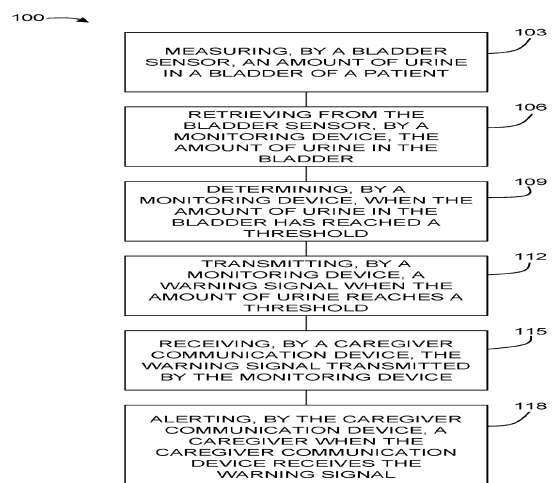 100
103
MEASURING, BY A BLADDER
SENSOR, AN AMOUNT OF URINE
IN A BLADDER OF A PATIENT
106
RETRIEVING FROM THE
BLADDER SENSOR, BY A
MONITORING DEVICE, THE
AMOUNT OF URINE IN THE
BLADDER
109
DETERMINING, BY A
MONITORING DEVICE, WHEN THE
AMOUNT OF URINE IN THE
BLADDER HAS REACHED A
THRESHOLD
112
TRANSMITTING, BY A
MONITORING DEVICE, A
WARNING SIGNAL WHEN THE
AMOUNT OF URINE REACHES A
THRESHOLD
115
RECEIVING, BY A CAREGIVER
COMMUNICATION DEVICE, THE
WARNING SIGNAL TRANSMITTED
BY THE MONITORING DEVICE
118
ALERTING, BY THE CAREGIVER
COMMUNICATION DEVICE, A
CAREGIVER WHEN THE
CAREGIVER COMMUNICATION
DEVICE RECEIVES THE
WARNING SIGNAL